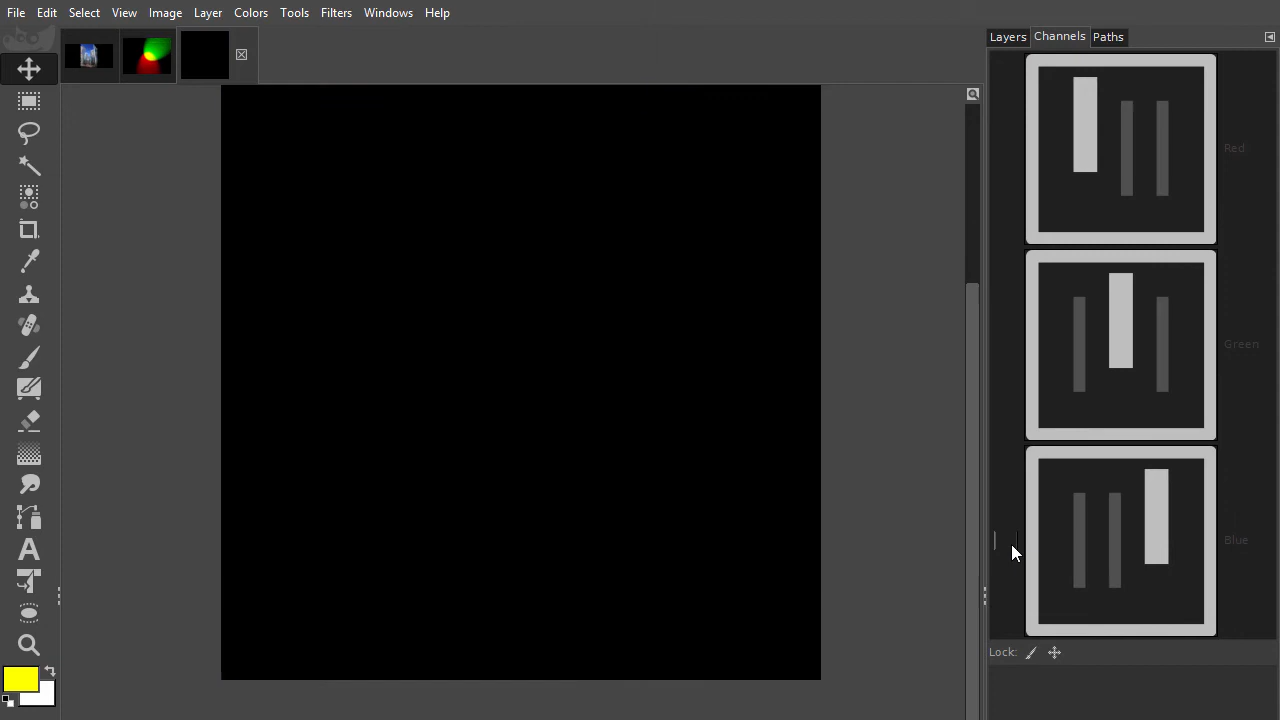 File Edit Select View Image Layer Colors Tools Filters Windows Help
Layers Channels Paths
Red
Green
Blue
Lock: